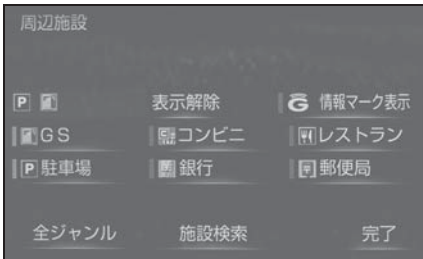 周辺施設
P 表示解除 G 情報マーク表示
GS コンビニ レストラン
P 駐車場 銀行 〒 郵便局
全ジャンル 施設検索 完了